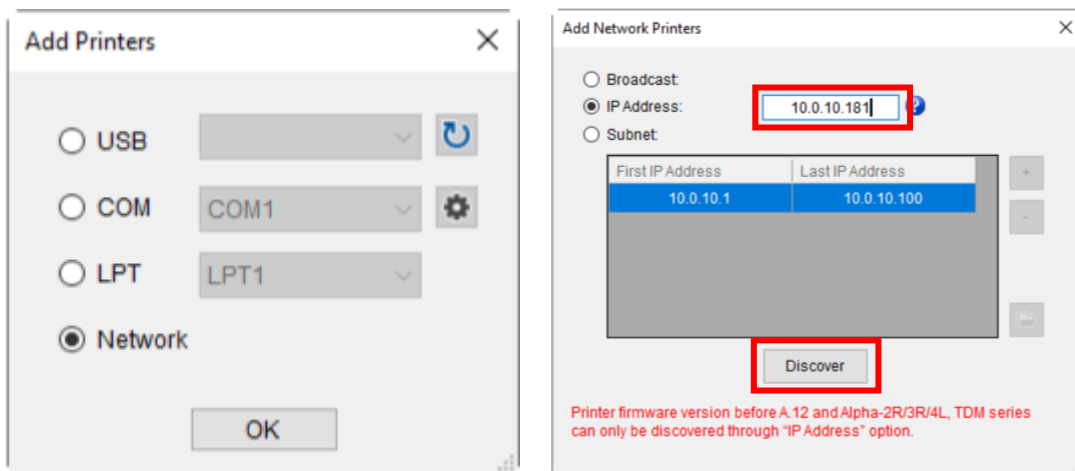 Add Printers
USB
COM COM1
LPT LPT1
Network
OK
Add Network Printers
Broadcast:
IP Address: 10.0.10.181 ?
Subnet:
First IP Address Last IP Address
10.0.10.1 10.0.10.100
+
-
Discover
Printer firmware version before A.12 and Alpha-2R/3R/4L, TDM series
can only be discovered through "IP Address" option.